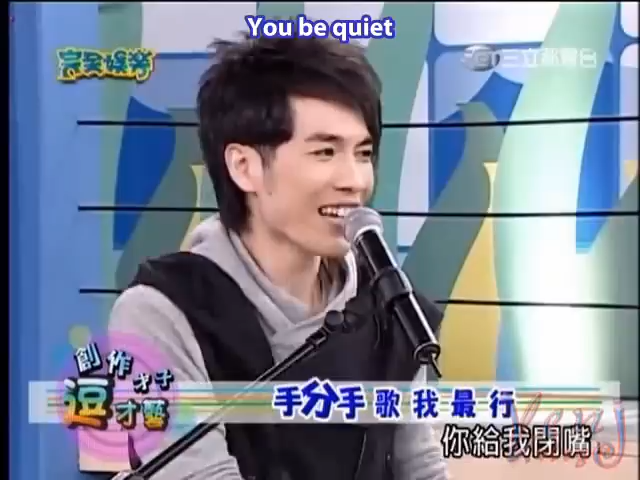 You be quiet
完全娛樂
三立都會台
創作才子
逗才藝
手分手歌我最行
你給我閉嘴